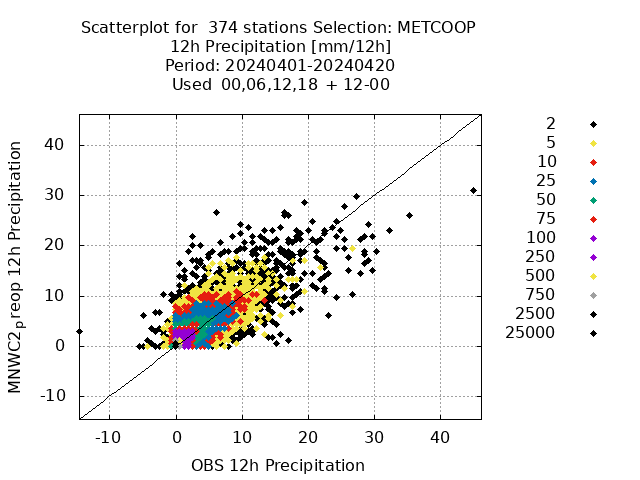 Scatterplot for  374 stations Selection: METCOOP
12h Precipitation [mm/12h]
Period: 20240401-20240420
Used  00,06,12,18  + 12-00
MNWC2preop 12h Precipitation
40
30
20
10
0
-10
-10 0 10 20 30 40
OBS 12h Precipitation
2
5
10
25
50
75
100
250
500
750
2500
25000